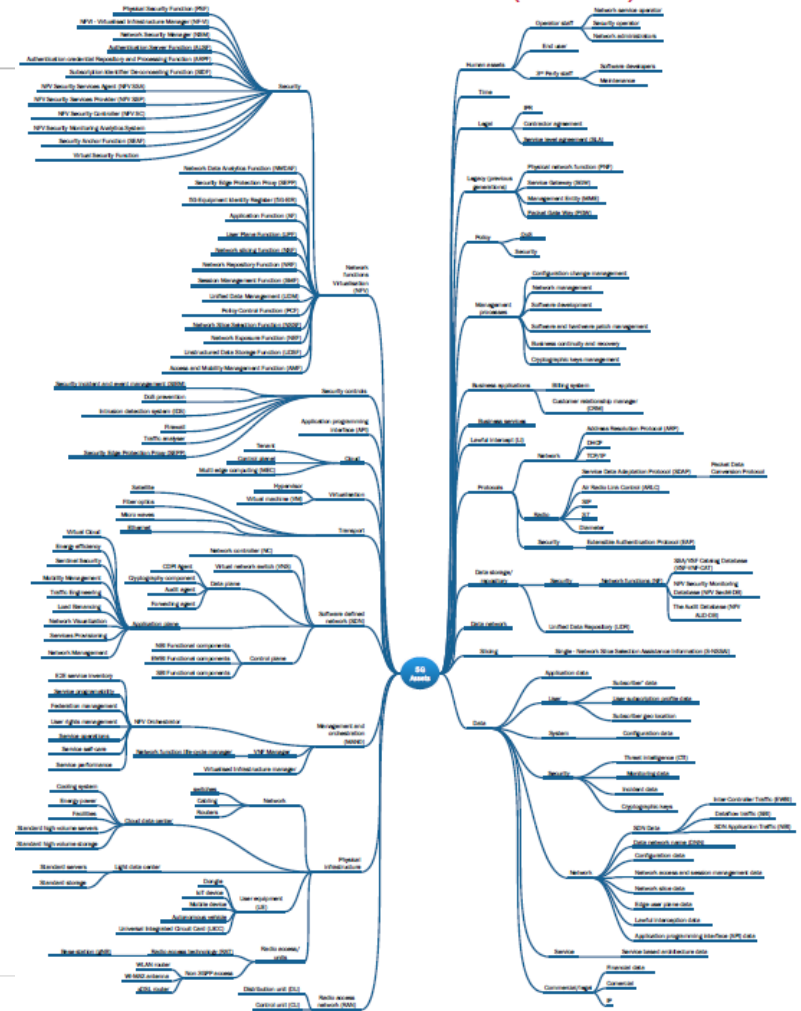 Physical Security Function (PSF)
NFVI - Virtualised Infrastructure Manager (NFVI)
Network Security Manager (NSM)
Authentication Server Function (AUSF)
Authentication credential Repository and Processing Function (ARPF)
Subscription Identifier De-concealing Function (SIDF)
NFV Security Services Agent (NFV SSA)
NFV Security Services Provider (NFV SSP)
NFV Security Controller (NFV SC)
NFV Security Monitoring Analytics System
Security Anchor Function (SEAF)
Virtual Security Function
Security
Network Data Analytics Function (NWDAF)
Security Edge Protection Proxy (SEPP)
5G-Equipment Identity Register (5G-EIR)
Application Function (AF)
User Plane Function (UPF)
Network slicing function (NSF)
Network Repository Function (NRF)
Session Management Function (SMF)
Unified Data Management (UDM)
Policy Control Function (PCF)
Network Slice Selection Function (NSSF)
Network Exposure Function (NEF)
Unstructured Data Storage Function (UDSF)
Access and Mobility Management Function (AMF)
Network
functions
Virtualisation
(NFV)
Security incident and event management (SIEM)
DoS prevention
Intrusion detection system (IDS)
Firewall
Traffic analyser
Security Edge Protection Proxy (SEPP)
Security controls
Application programming
interface (API)
Tenant
Control planet
Multi-edge computing (MEC)
Cloud
Hypervisor
Virtual machine (VM)
Virtualisation
Satellite
Fiber optics
Micro waves
Ethernet
Transport
Network controller (NC)
Virtual network switch (VNS)
CDPI Agent
Cryptography component
Audit agent
Forwarding agent
Data plane
Virtual Cloud
Energy efficiency
Sentinel Security
Mobility Management
Traffic Engineering
Load Balancing
Network Visualization
Services Provisioning
Network Management
Application plane
NBI Functional components
EWBI Functional components
SBI Functional components
Control plane
Software defined
network (SDN)
E2E service inventory
Service programability
Federation management
User rights management
Service operations
Service self-care
Service performance
NFV Orchestrator
Network function life-cycle manager
VNF Manager
Virtualised Infrastructure manager
Management and
orchestration
(MANO)
switches
Cabling
Routers
Network
Cooling system
Energy power
Facilities
Standard high volume servers
Standard high volume storage
Cloud data center
Standard servers
Standard storage
Light data center
Dongle
IoT device
Mobile device
Autonomous vehicle
Universal Integrated Circuit Card (UICC)
User equipment
(UE)
Physical
infrastructure
Base station (gNB)
Radio access technology (RAT)
WLAN router
WiMAX antenna
xDSL router
Non 3GPP access
Radio access/
units
Distribution unit (DU)
Control unit (CU)
Radio access
network (RAN)
5G
Assets
Human assets
Operator staff
Network service operator
Security operator
Network administrators
End user
3rd Party staff
Software developers
Maintenance
Time
Legal
IPR
Contractor agreement
Service level agreement (SLA)
Legacy (previous
generations)
Physical network function (PNF)
Service Gateway (SGW)
Management Entity (MME)
Packet Gate Way (PGW)
Policy
QoS
Security
Management
processes
Configuration change management
Network management
Software development
Software and hardware patch management
Business continuity and recovery
Cryptographic keys management
Business applications
Billing system
Customer relationship manager
(CRM)
Business services
Lawful Intercept (LI)
Protocols
Network
Address Resolution Protocol (ARP)
DHCP
TCP/IP
Radio
Service Data Adaptation Protocol (SDAP)
Packet Data
Conversion Protocol
Air Radio Link Control (ARLC)
SIP
Diameter
Security
Extensible Authentication Protocol (EAP)
Data storage/
repository
Security
Network functions (NF)
SSA/VNF Catalog Database
(VNF-VNF-CAT)
NFV Security Monitoring
Database (NFV SecM-DB)
The Audit Database (NFV
AUD-DB)
Unified Data Repository (UDR)
Data network
Slicing
Single - Network Slice Selection Assistance Information (S-NSSAI)
Data
Application data
User
Subscriber' data
User subscription profile data
Subscriber geo location
System
Configuration data
Security
Threat Intelligence (CTI)
Monitoring data
Incident data
Cryptographic keys
Network
SDN Data
Inter-Controller Traffic (EWBI)
Dataflow traffic (SBI)
SDN Application Traffic (NBI)
Data network name (DNN)
Configuration data
Network access and session management data
Network slice data
Edge user plane data
Lawful interception data
Application programming interface (API) data
Service
Service based architecture data
Commercial/legal
Financial data
Comercial
IP